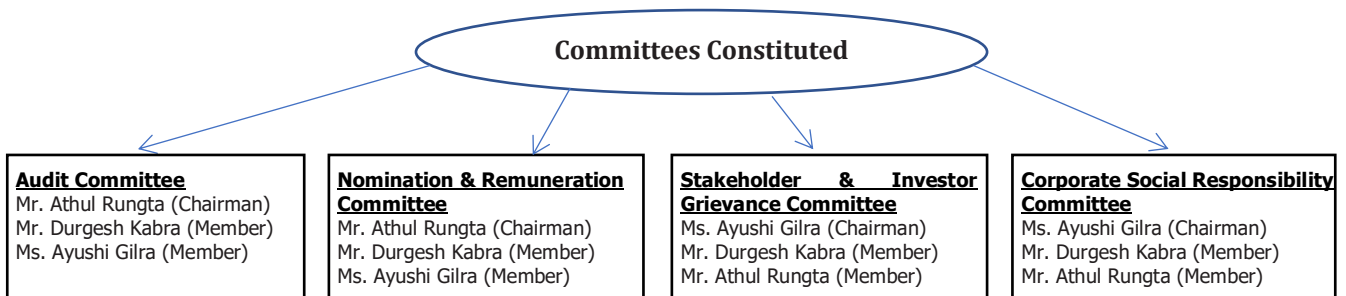 Committees Constituted
Audit Committee
Mr. Athul Rungta (Chairman)
Mr. Durgesh Kabra (Member)
Ms. Ayushi Gilra (Member)
Nomination & Remuneration
Committee
Mr. Athul Rungta (Chairman)
Mr. Durgesh Kabra (Member)
Ms. Ayushi Gilra (Member)
Stakeholder & Investor
Grievance Committee
Ms. Ayushi Gilra (Chairman)
Mr. Durgesh Kabra (Member)
Mr. Athul Rungta (Member)
Corporate Social Responsibility
Committee
Ms. Ayushi Gilra (Chairman)
Mr. Durgesh Kabra (Member)
Mr. Athul Rungta (Member)